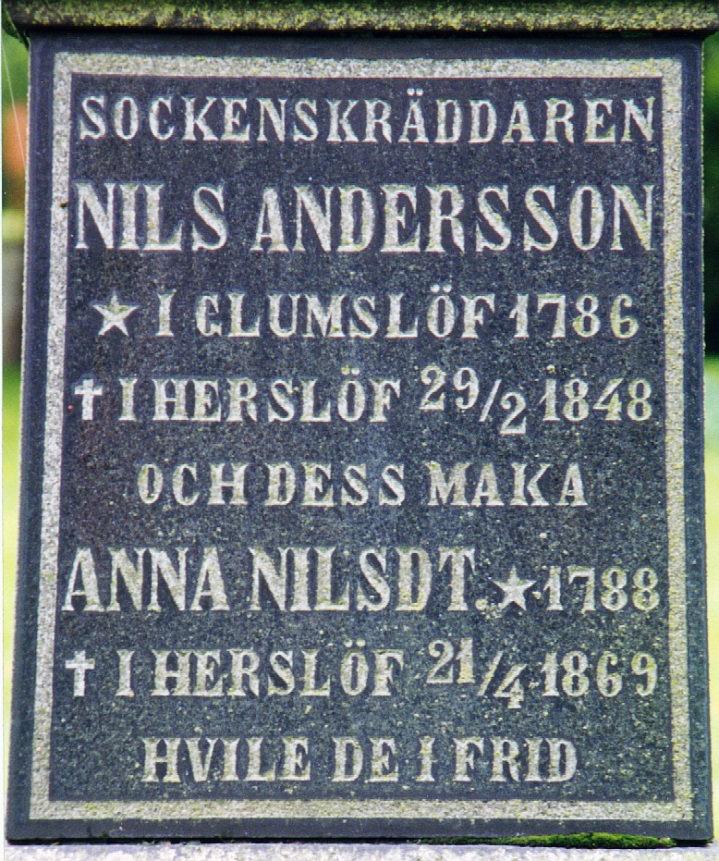 SOCKENSKRÄDDAREN
NILS ANDERSSON
★ I GLUMSLÖF 1786
† I HERSLÖF 29/2 1848
OCH DESS MAKA
ANNA NILSDT. ★ 1788
† I HERSLÖF 21/4 1869
HVILE DE I FRID